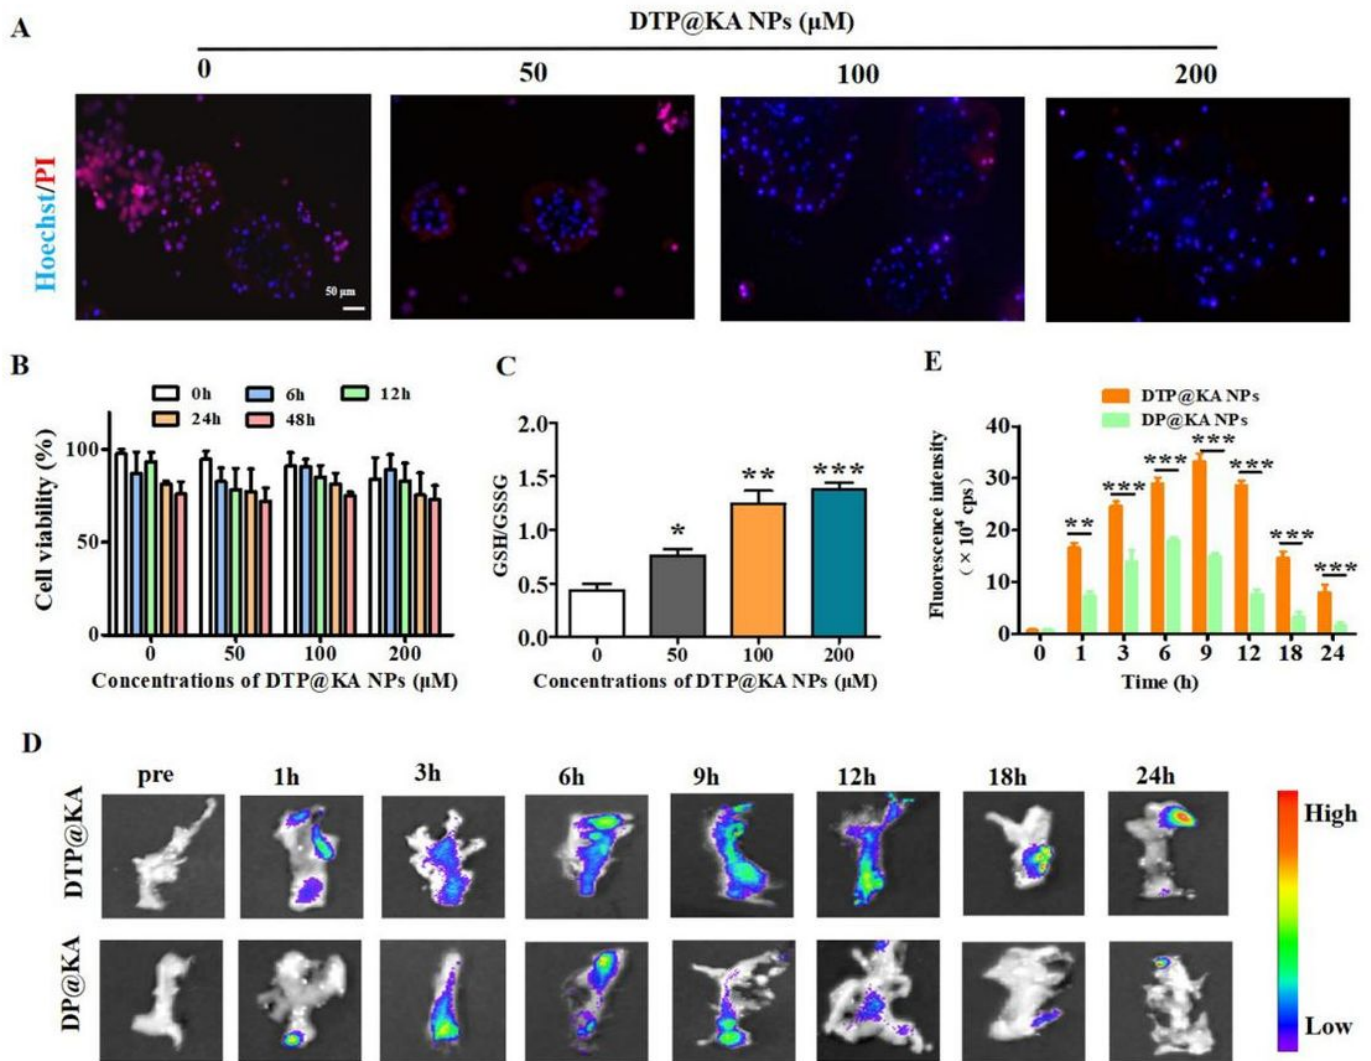 A
DTP@KA NPs (μM)
0 50 100 200
Hoechst/PI
50 μm
B
0h 6h 12h
24h 48h
Cell viability (%)
100
50
0
0 50 100 200
Concentrations of DTP@KA NPs (μM)
C
GSH/GSSG
2.0
1.5
1.0
0.5
0.0
* ** ***
0 50 100 200
Concentrations of DTP@KA NPs (μM)
E
DTP@KA NPs
DP@KA NPs
Fluorescence intensity
(×10⁴ cps)
40
30
20
10
0
** *** *** *** *** *** ***
0 1 3 6 9 12 18 24
Time (h)
D
pre 1h 3h 6h 9h 12h 18h 24h
DTP@KA
DP@KA
High
Low